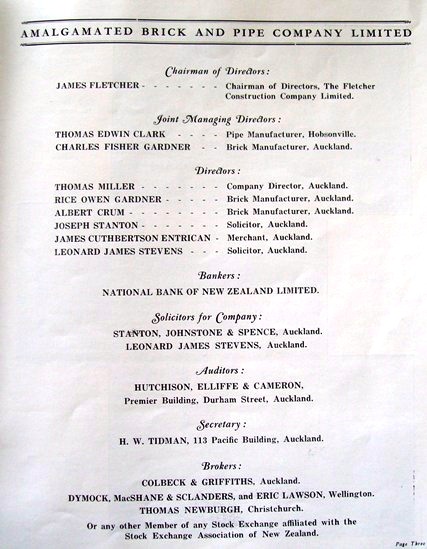 AMALGAMATED BRICK AND PIPE COMPANY LIMITED
Chairman of Directors:
JAMES FLETCHER - - - - - - - Chairman of Directors, The Fletcher
Construction Company Limited.
Joint Managing Directors:
THOMAS EDWIN CLARK - - - - Pipe Manufacturer, Hobsonville.
CHARLES FISHER GARDNER - - Brick Manufacturer, Auckland.
Directors:
THOMAS MILLER - - - - - - - Company Director, Auckland.
RICE OWEN GARDNER - - - - - Brick Manufacturer, Auckland.
ALBERT CRUM - - - - - - - - Brick Manufacturer, Auckland.
JOSEPH STANTON - - - - - - - Solicitor, Auckland.
JAMES CUTHBERTSON ENTRICAN - Merchant, Auckland.
LEONARD JAMES STEVENS - - - Solicitor, Auckland.
Bankers:
NATIONAL BANK OF NEW ZEALAND LIMITED.
Solicitors for Company:
STANTON, JOHNSTONE & SPENCE, Auckland.
LEONARD JAMES STEVENS, Auckland.
Auditors:
HUTCHISON, ELLIFFE & CAMERON,
Premier Building, Durham Street, Auckland.
Secretary:
H. W. TIDMAN, 113 Pacific Building, Auckland.
Brokers:
COLBECK & GRIFFITHS, Auckland.
DYMOCK, MacSHANE & SCLANDERS, and ERIC LAWSON, Wellington.
THOMAS NEWBURGH, Christchurch.
Or any other Member of any Stock Exchange affiliated with the
Stock Exchange Association of New Zealand.
Page Three